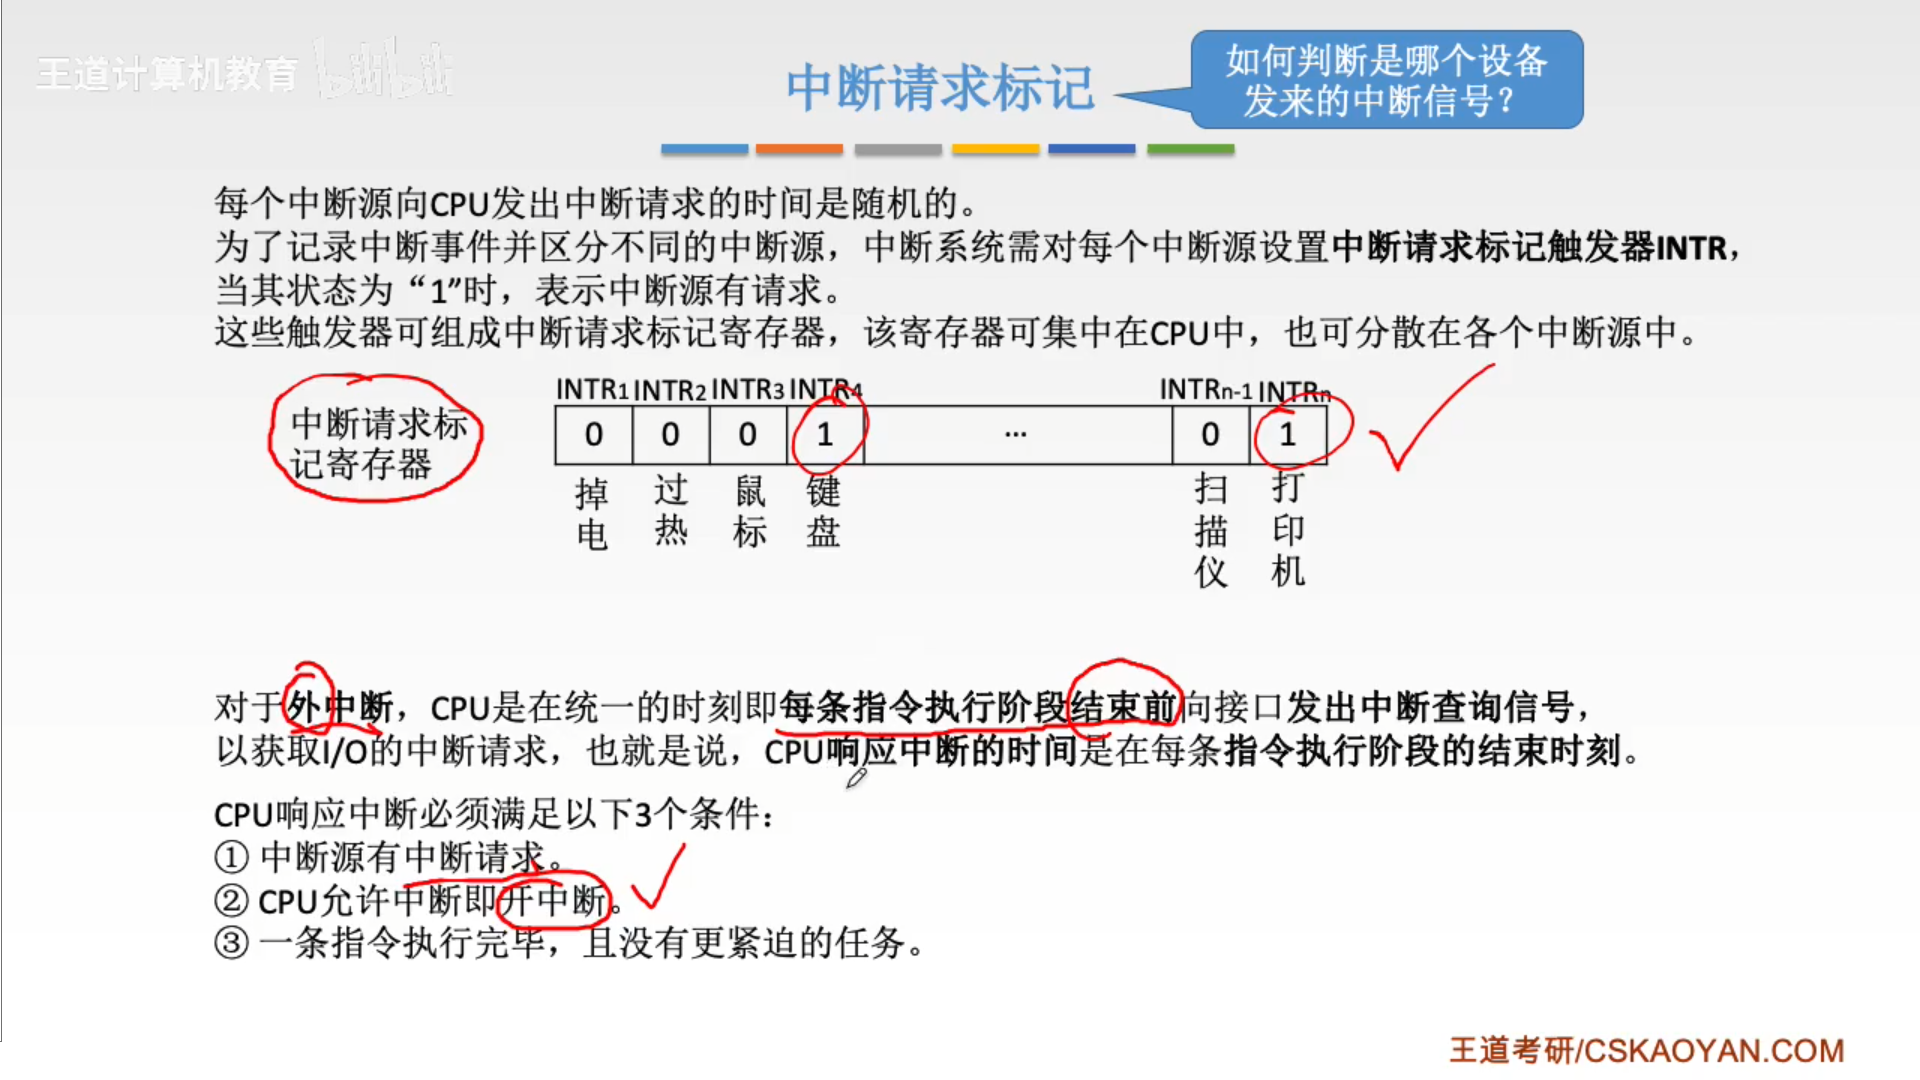 王道计算机教育 bilibili
中断请求标记
如何判断是哪个设备
发来的中断信号？
每个中断源向CPU发出中断请求的时间是随机的。
为了记录中断事件并区分不同的中断源，中断系统需对每个中断源设置中断请求标记触发器INTR，
当其状态为“1”时，表示中断源有请求。
这些触发器可组成中断请求标记寄存器，该寄存器可集中在CPU中，也可分散在各个中断源中。
INTR1 INTR2 INTR3 INTR4 INTRn-1 INTRn
中断请求标
记寄存器
0 0 0 1 … 0 1
掉电 过热 鼠标 键盘 扫描仪 打印机
对于外中断，CPU是在统一的时刻即每条指令执行阶段结束前向接口发出中断查询信号，
以获取I/O的中断请求，也就是说，CPU响应中断的时间是在每条指令执行阶段的结束时刻。
CPU响应中断必须满足以下3个条件：
① 中断源有中断请求。
② CPU允许中断即开中断。
③ 一条指令执行完毕，且没有更紧迫的任务。
王道考研/CSKAOYAN.COM